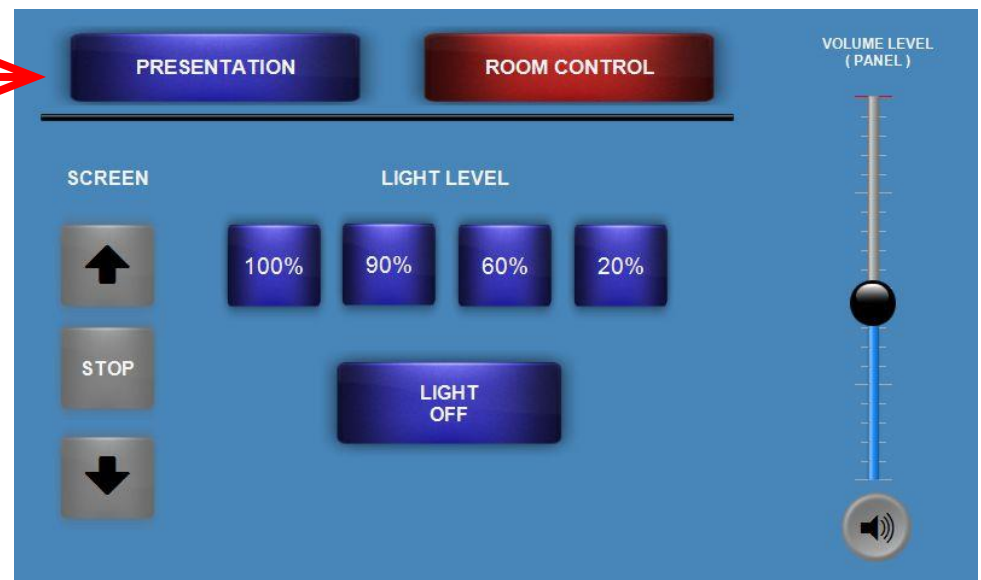 PRESENTATION
ROOM CONTROL
VOLUME LEVEL
( PANEL )
SCREEN
LIGHT LEVEL
100%
90%
60%
20%
STOP
LIGHT
OFF